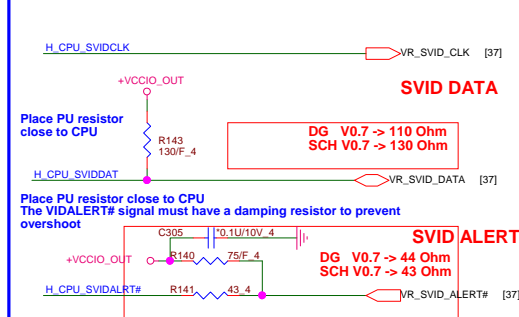 H_CPU_SVIDCLK
VR_SVID_CLK [37]
+VCCIO_OUT
SVID DATA
Place PU resistor
close to CPU
R143
130/F_4
DG V0.7 -> 110 Ohm
SCH V0.7 -> 130 Ohm
H_CPU_SVIDDAT
VR_SVID_DATA [37]
Place PU resistor close to CPU
The VIDALERT# signal must have a damping resistor to prevent
overshoot
C305 *0.1U/10V_4
SVID ALERT
+VCCIO_OUT R140 75/F_4
DG V0.7 -> 44 Ohm
SCH V0.7 -> 43 Ohm
H_CPU_SVIDALRT# R141 43_4 VR_SVID_ALERT# [37]